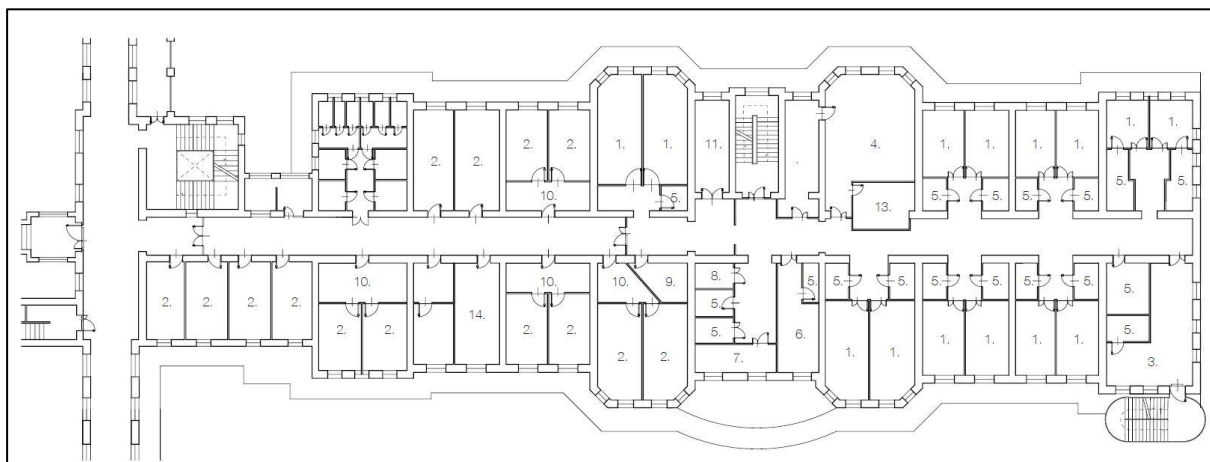 1. 1.
2. 2. 2. 2. 1. 1. 11. 4. 1. 1. 1. 1.
5. 5.
10. 5. 13. 5. 5. 5. 5.
10. 10. 10. 9. 8. 5. 5. 5. 5. 5. 5. 5. 5.
2. 2. 2. 2. 5. 6. 5.
14. 5. 5.
2. 2. 2. 2. 2. 2. 7. 1. 1. 1. 1. 1. 1. 3.